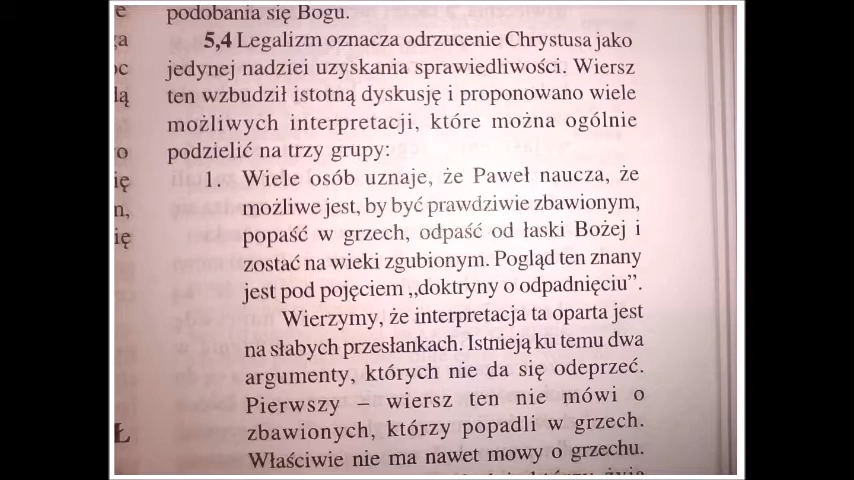 podobania się Bogu.
5,4 Legalizm oznacza odrzucenie Chrystusa jako
jedynej nadziei uzyskania sprawiedliwości. Wiersz
ten wzbudził istotną dyskusję i proponowano wiele
możliwych interpretacji, które można ogólnie
podzielić na trzy grupy:
1. Wiele osób uznaje, że Paweł naucza, że
możliwe jest, by być prawdziwie zbawionym,
popaść w grzech, odpaść od łaski Bożej i
zostać na wieki zgubionym. Pogląd ten znany
jest pod pojęciem „doktryny o odpadnięciu”.
Wierzymy, że interpretacja ta oparta jest
na słabych przesłankach. Istnieją ku temu dwa
argumenty, których nie da się odeprzeć.
Pierwszy – wiersz ten nie mówi o
zbawionych, którzy popadli w grzech.
Właściwie nie ma nawet mowy o grzechu.